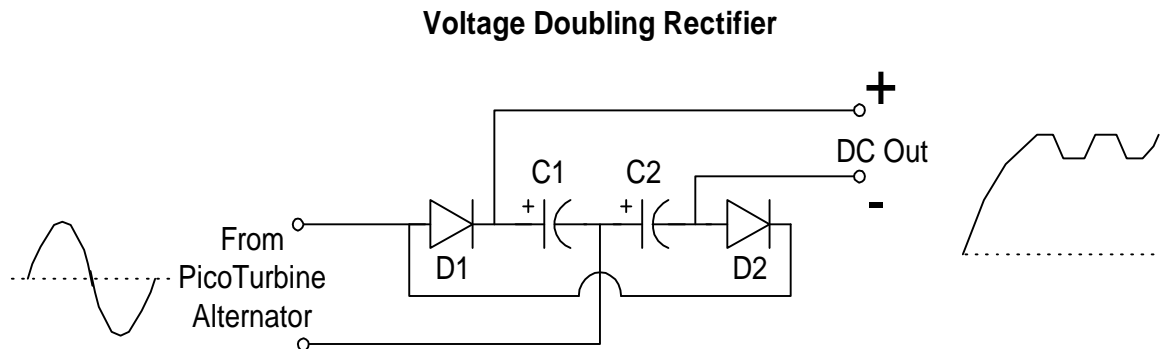 Voltage Doubling Rectifier
+
DC Out
-
C1
C2
+
+
From
PicoTurbine
Alternator
D1
D2